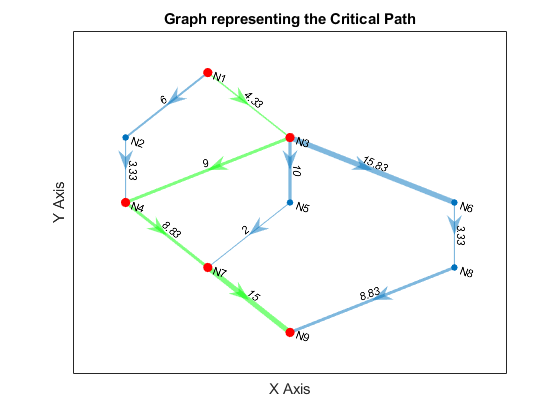 Graph representing the Critical Path
N1
6
4.33
N2
N3
3.33
9
10
15.83
N4
N5
N6
8.83
2
3.33
N7
N8
15
8.83
N9
Y Axis
X Axis